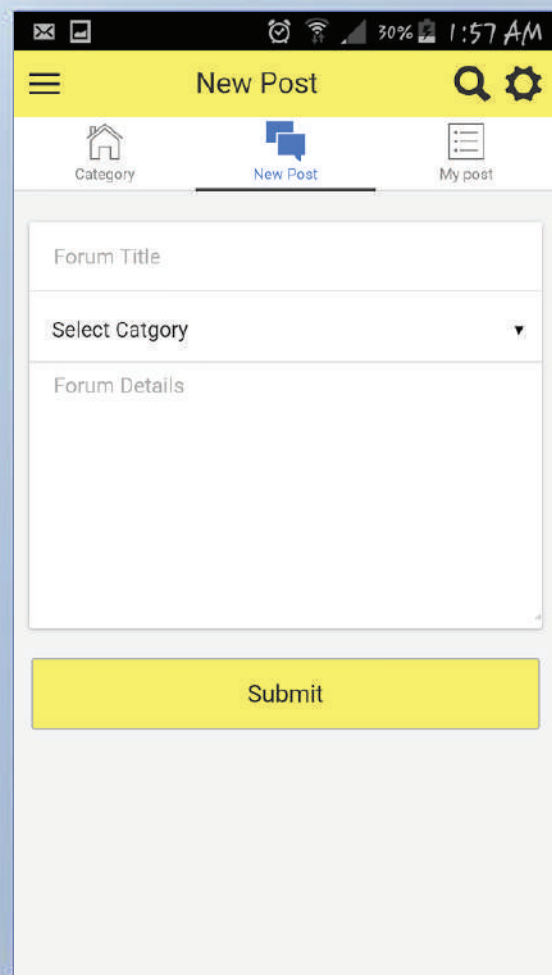 30% 1:57 AM
New Post
Category New Post My post
Forum Title
Select Catgory
Forum Details
Submit